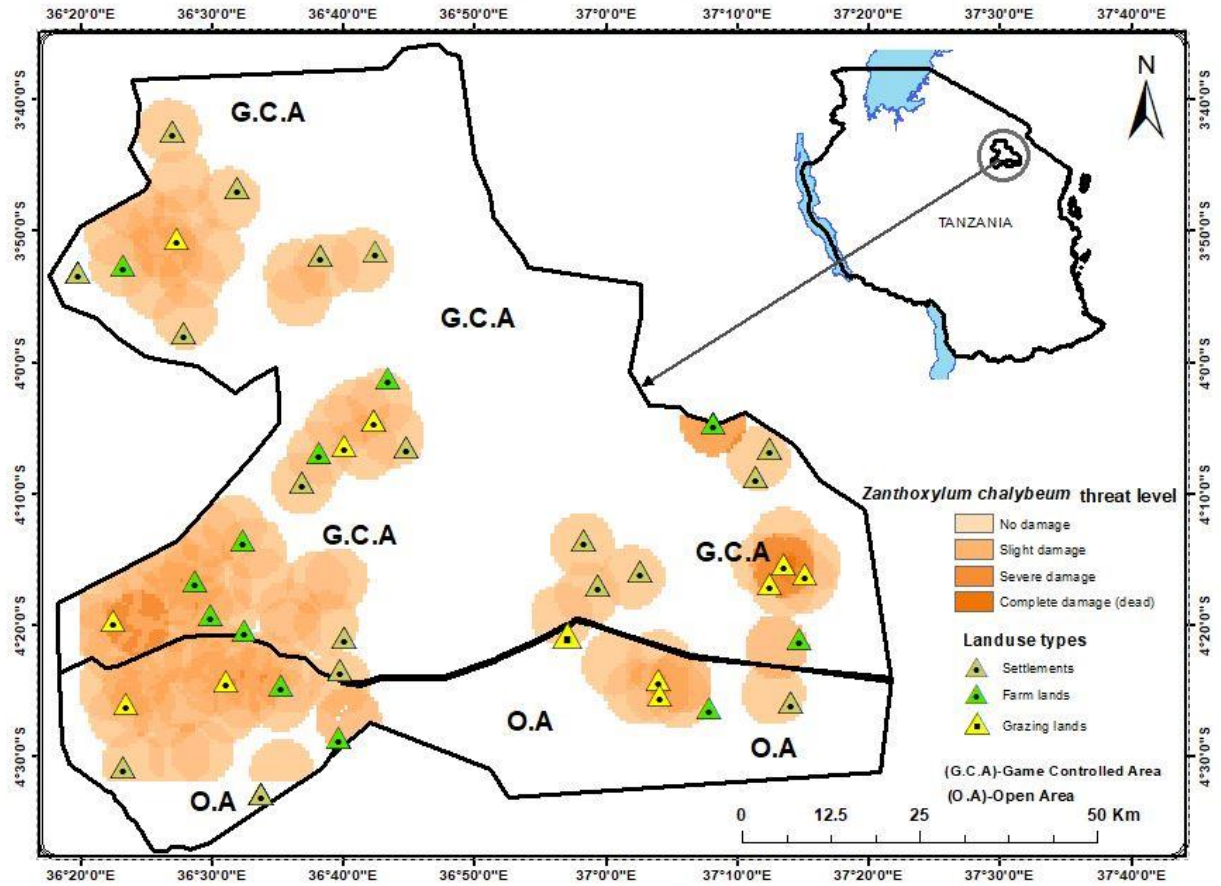 36°20'0"E 36°30'0"E 36°40'0"E 36°50'0"E 37°0'0"E 37°10'0"E 37°20'0"E 37°30'0"E 37°40'0"E
3°40'0"S
3°50'0"S
4°0'0"S
4°10'0"S
4°20'0"S
4°30'0"S
G.C.A
G.C.A
G.C.A
G.C.A
O.A
O.A
O.A
N
TANZANIA
Zanthoxylum chalybeum threat level
No damage
Slight damage
Severe damage
Complete damage (dead)
Landuse types
Settlements
Farm lands
Grazing lands
(G.C.A)-Game Controlled Area
(O.A)-Open Area
0 12.5 25 50 Km
3°40'0"S
3°50'0"S
4°0'0"S
4°10'0"S
4°20'0"S
4°30'0"S
36°20'0"E 36°30'0"E 36°40'0"E 36°50'0"E 37°0'0"E 37°10'0"E 37°20'0"E 37°30'0"E 37°40'0"E